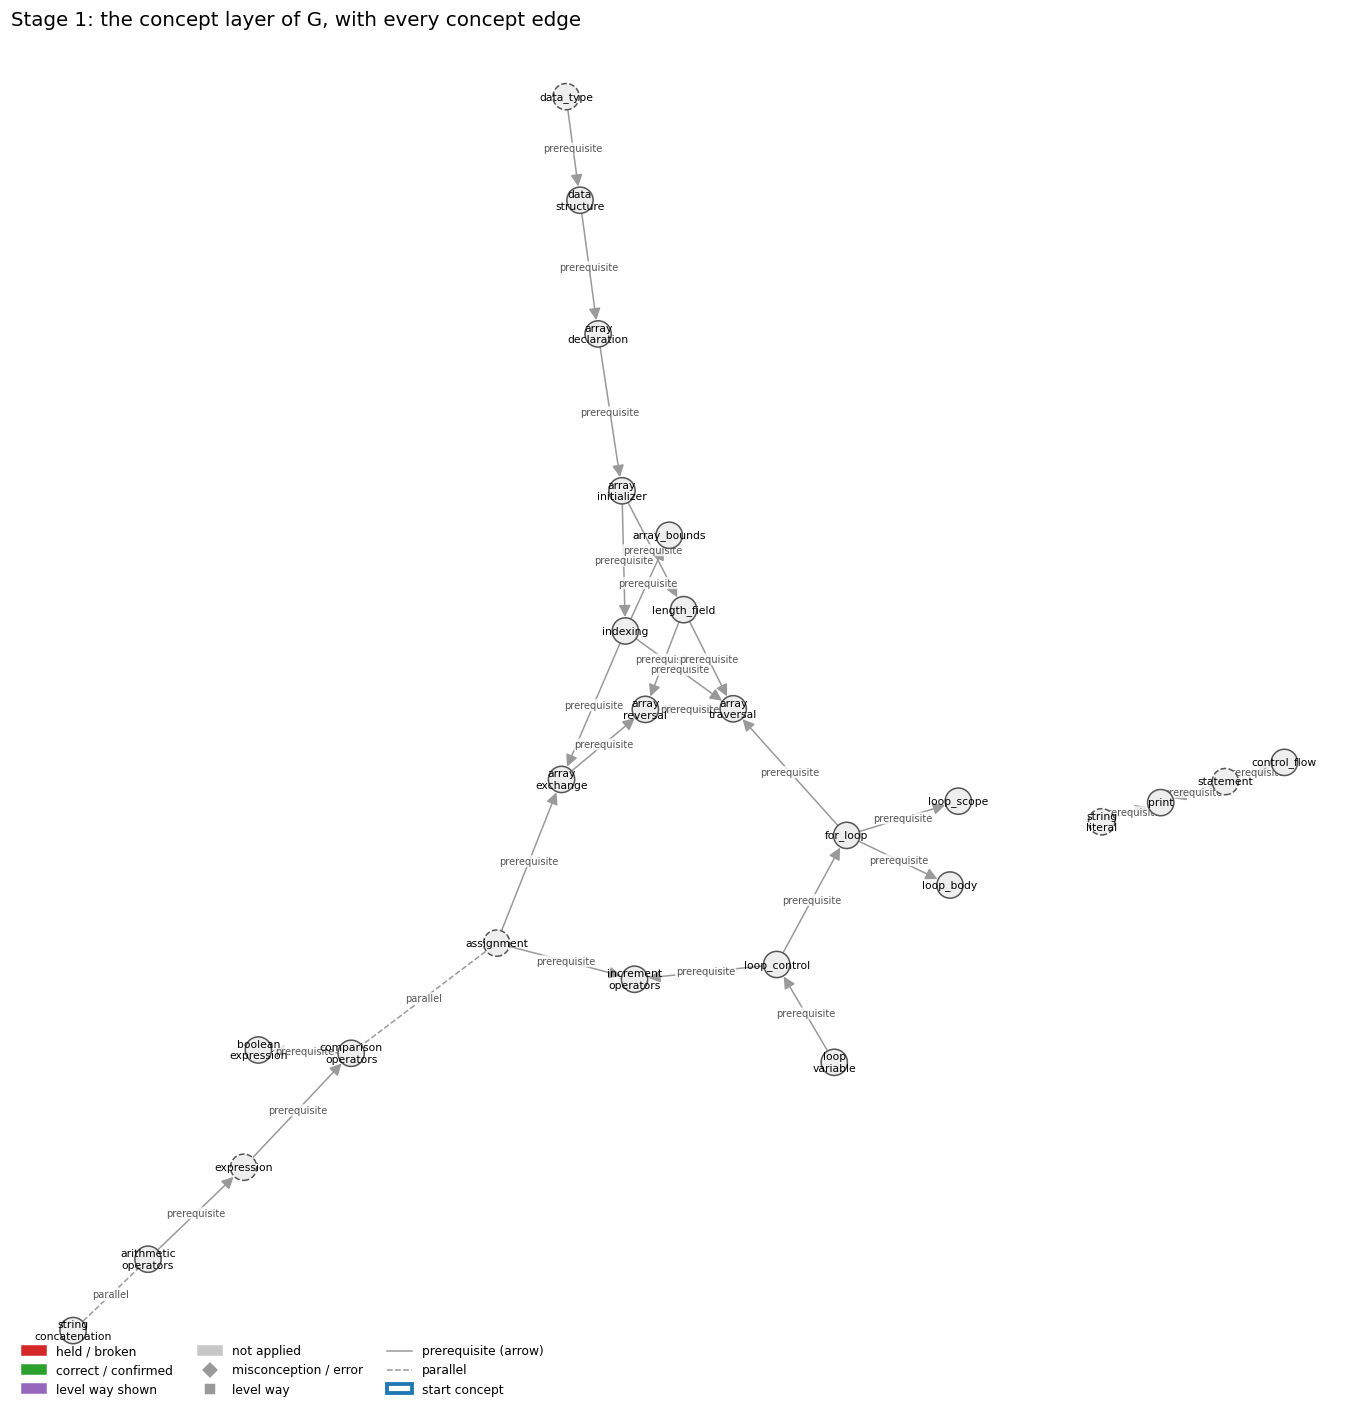 Stage 1: the concept layer of G, with every concept edge
data_type
prerequisite
data
structure
prerequisite
array
declaration
prerequisite
array
initializer
array_bounds
prerequisite
prerequisite
prerequisite
length_field
indexing
prerequisite
prerequisite
prerequisite
array
reversal
prerequisite
array
traversal
prerequisite
prerequisite
array
exchange
prerequisite
control_flow
statement
print
string
literal
loop_scope
prerequisite
for_loop
prerequisite
loop_body
prerequisite
prerequisite
assignment
prerequisite
increment
operators
prerequisite
loop_control
parallel
prerequisite
loop
variable
boolean
expression
prerequisite
comparison
operators
prerequisite
expression
prerequisite
arithmetic
operators
parallel
string
concatenation
held / broken
correct / confirmed
level way shown
not applied
misconception / error
level way
prerequisite (arrow)
parallel
start concept